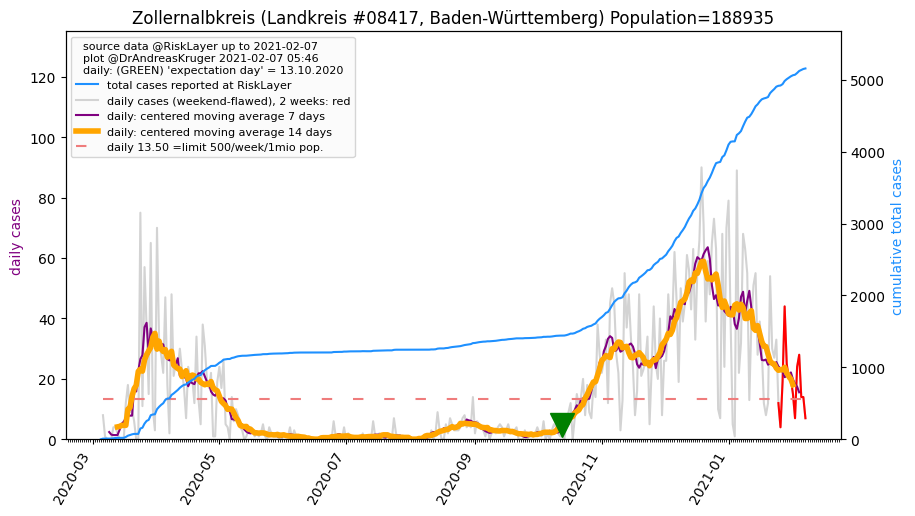 Zollernalbkreis (Landkreis #08417, Baden-Württemberg) Population=188935
source data @RiskLayer up to 2021-02-07
plot @DrAndreasKruger 2021-02-07 05:46
daily: (GREEN) 'expectation day' = 13.10.2020
total cases reported at RiskLayer
daily cases (weekend-flawed), 2 weeks: red
daily: centered moving average 7 days
daily: centered moving average 14 days
daily 13.50 =limit 500/week/1mio pop.
daily cases
120
100
80
60
40
20
0
cumulative total cases
5000
4000
3000
2000
1000
0
2020-03
2020-05
2020-07
2020-09
2020-11
2021-01